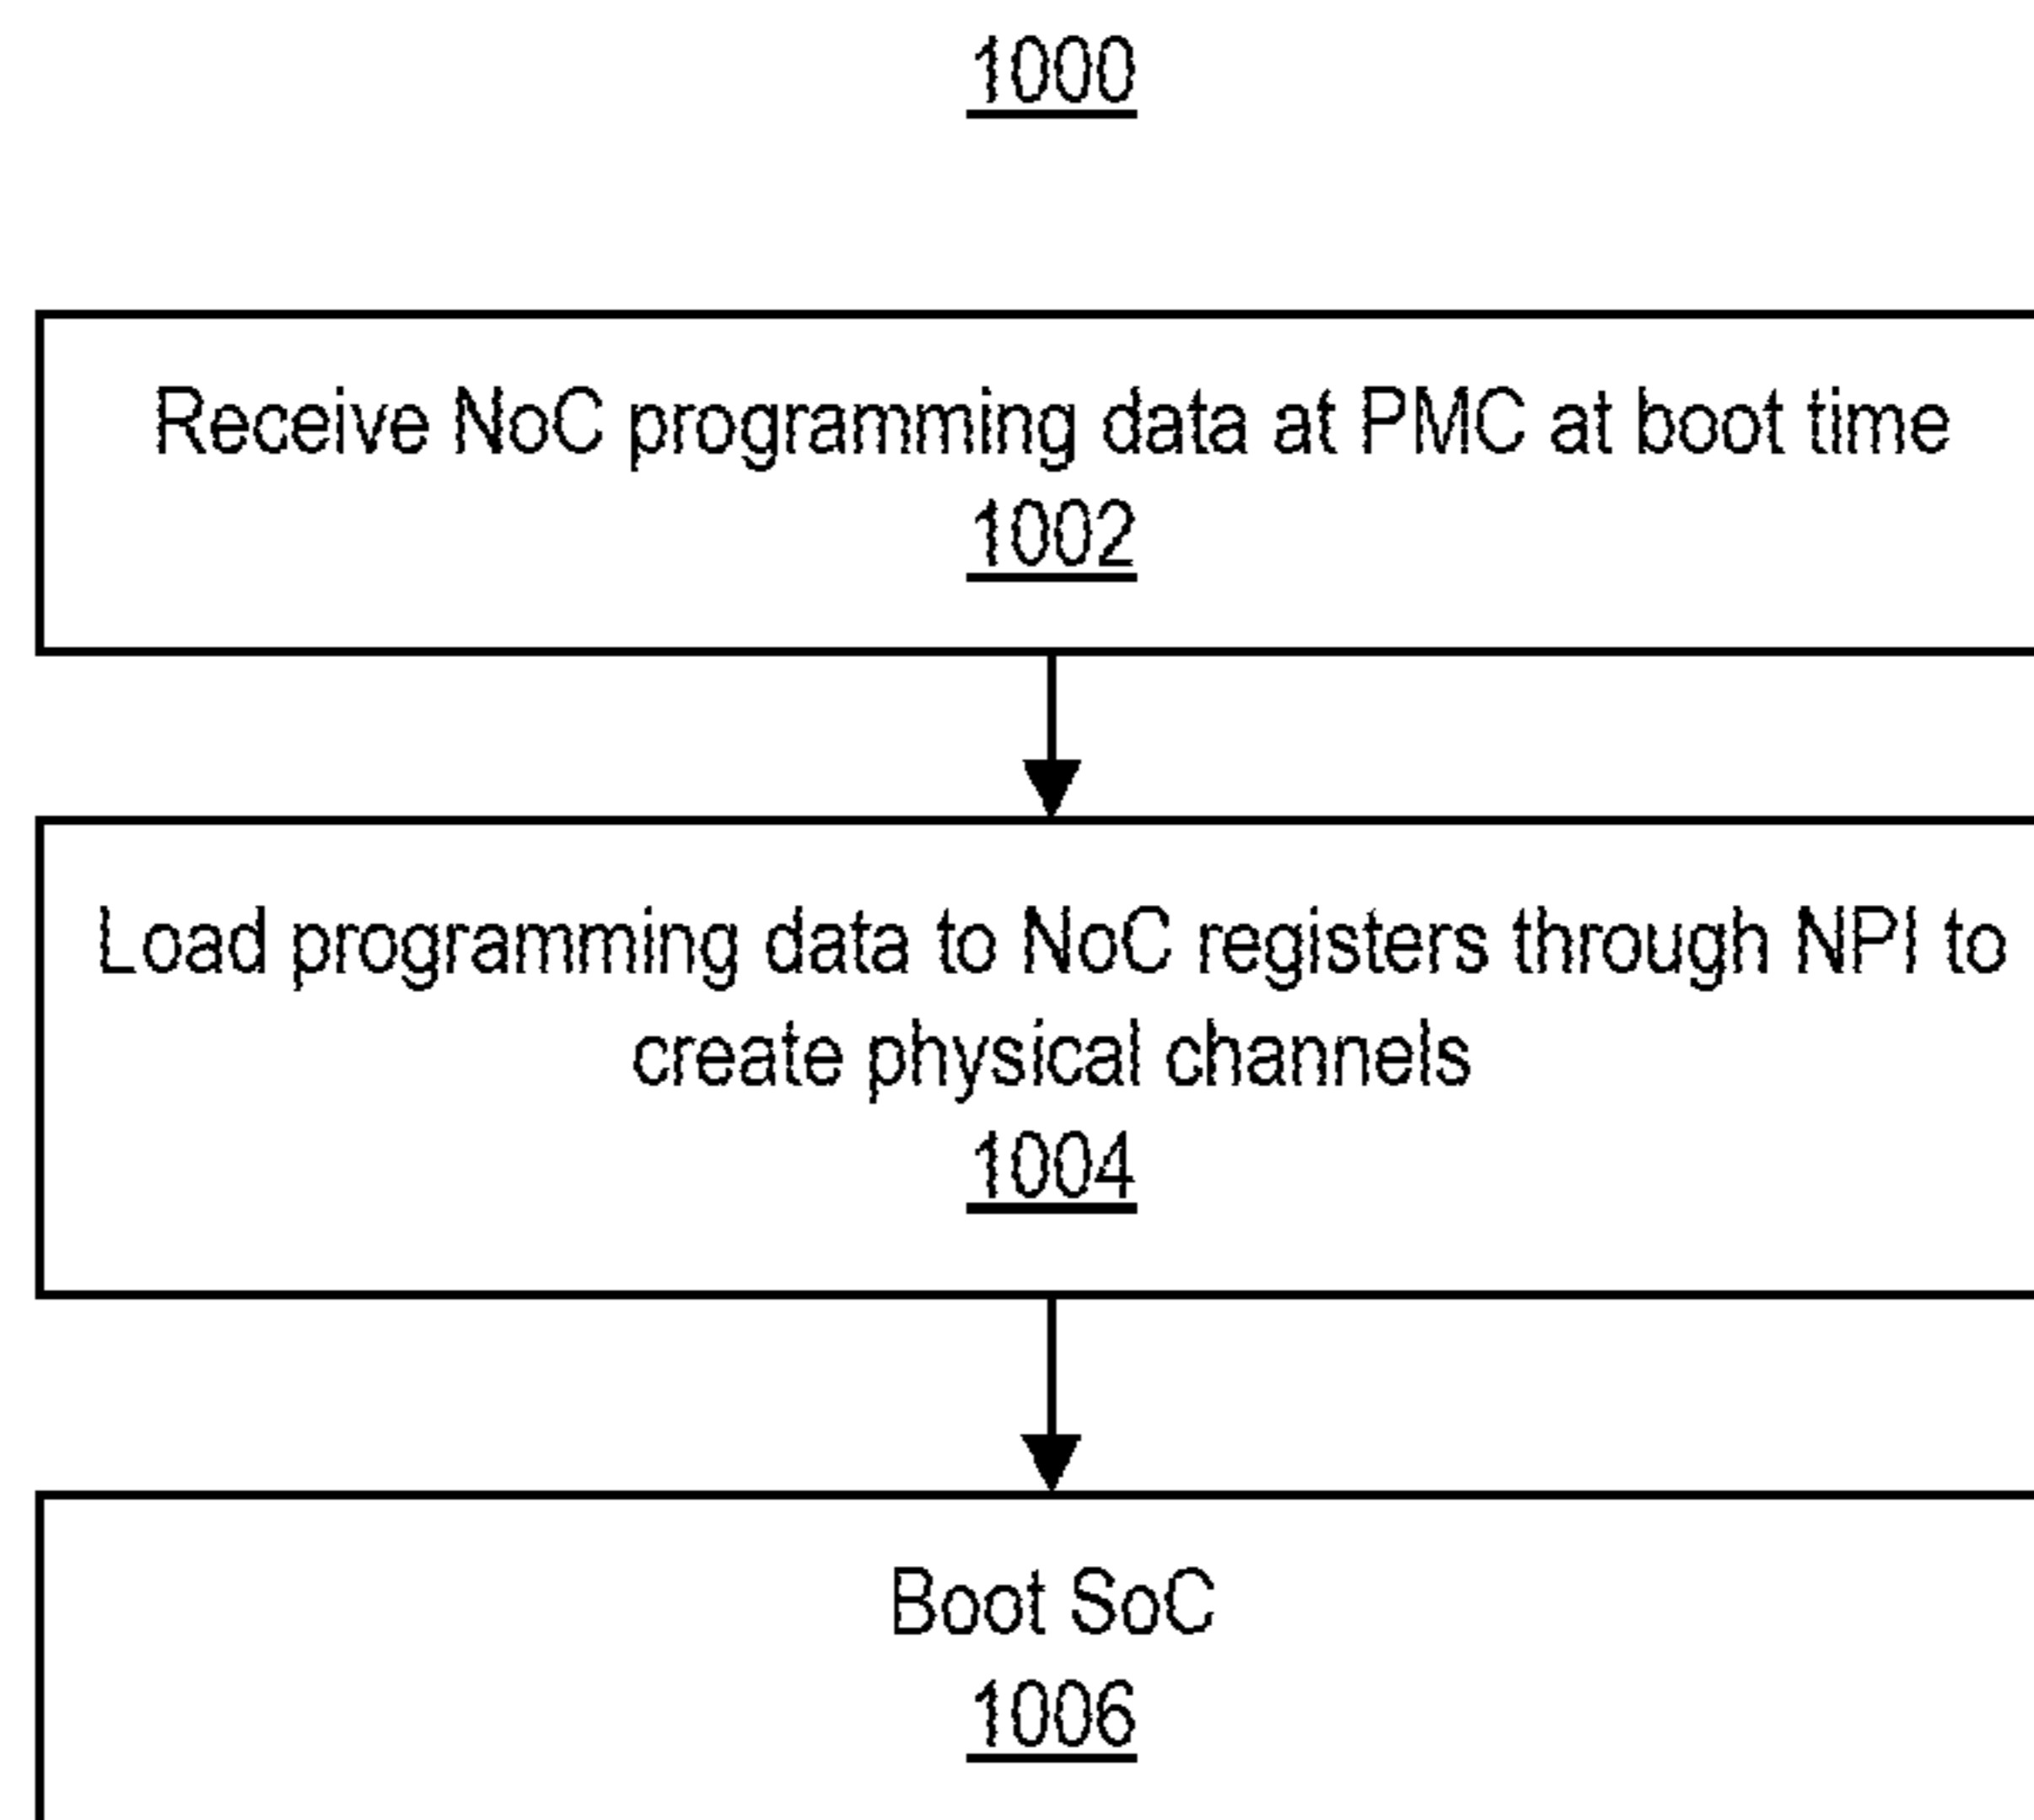 1000
Receive NoC programming data at PMC at boot time
1002
Load programming data to NoC registers through NPI to
create physical channels
1004
Boot SoC
1006